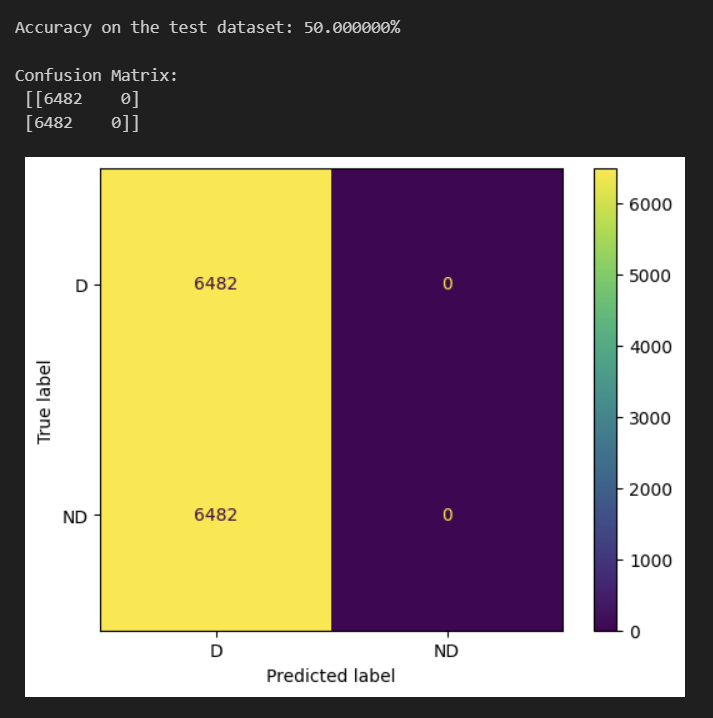 Accuracy on the test dataset: 50.000000%
Confusion Matrix:
[[6482 0]
[6482 0]]
6000
D 6482 0
5000
4000
True label
3000
2000
ND 6482 0
1000
0
D ND
Predicted label